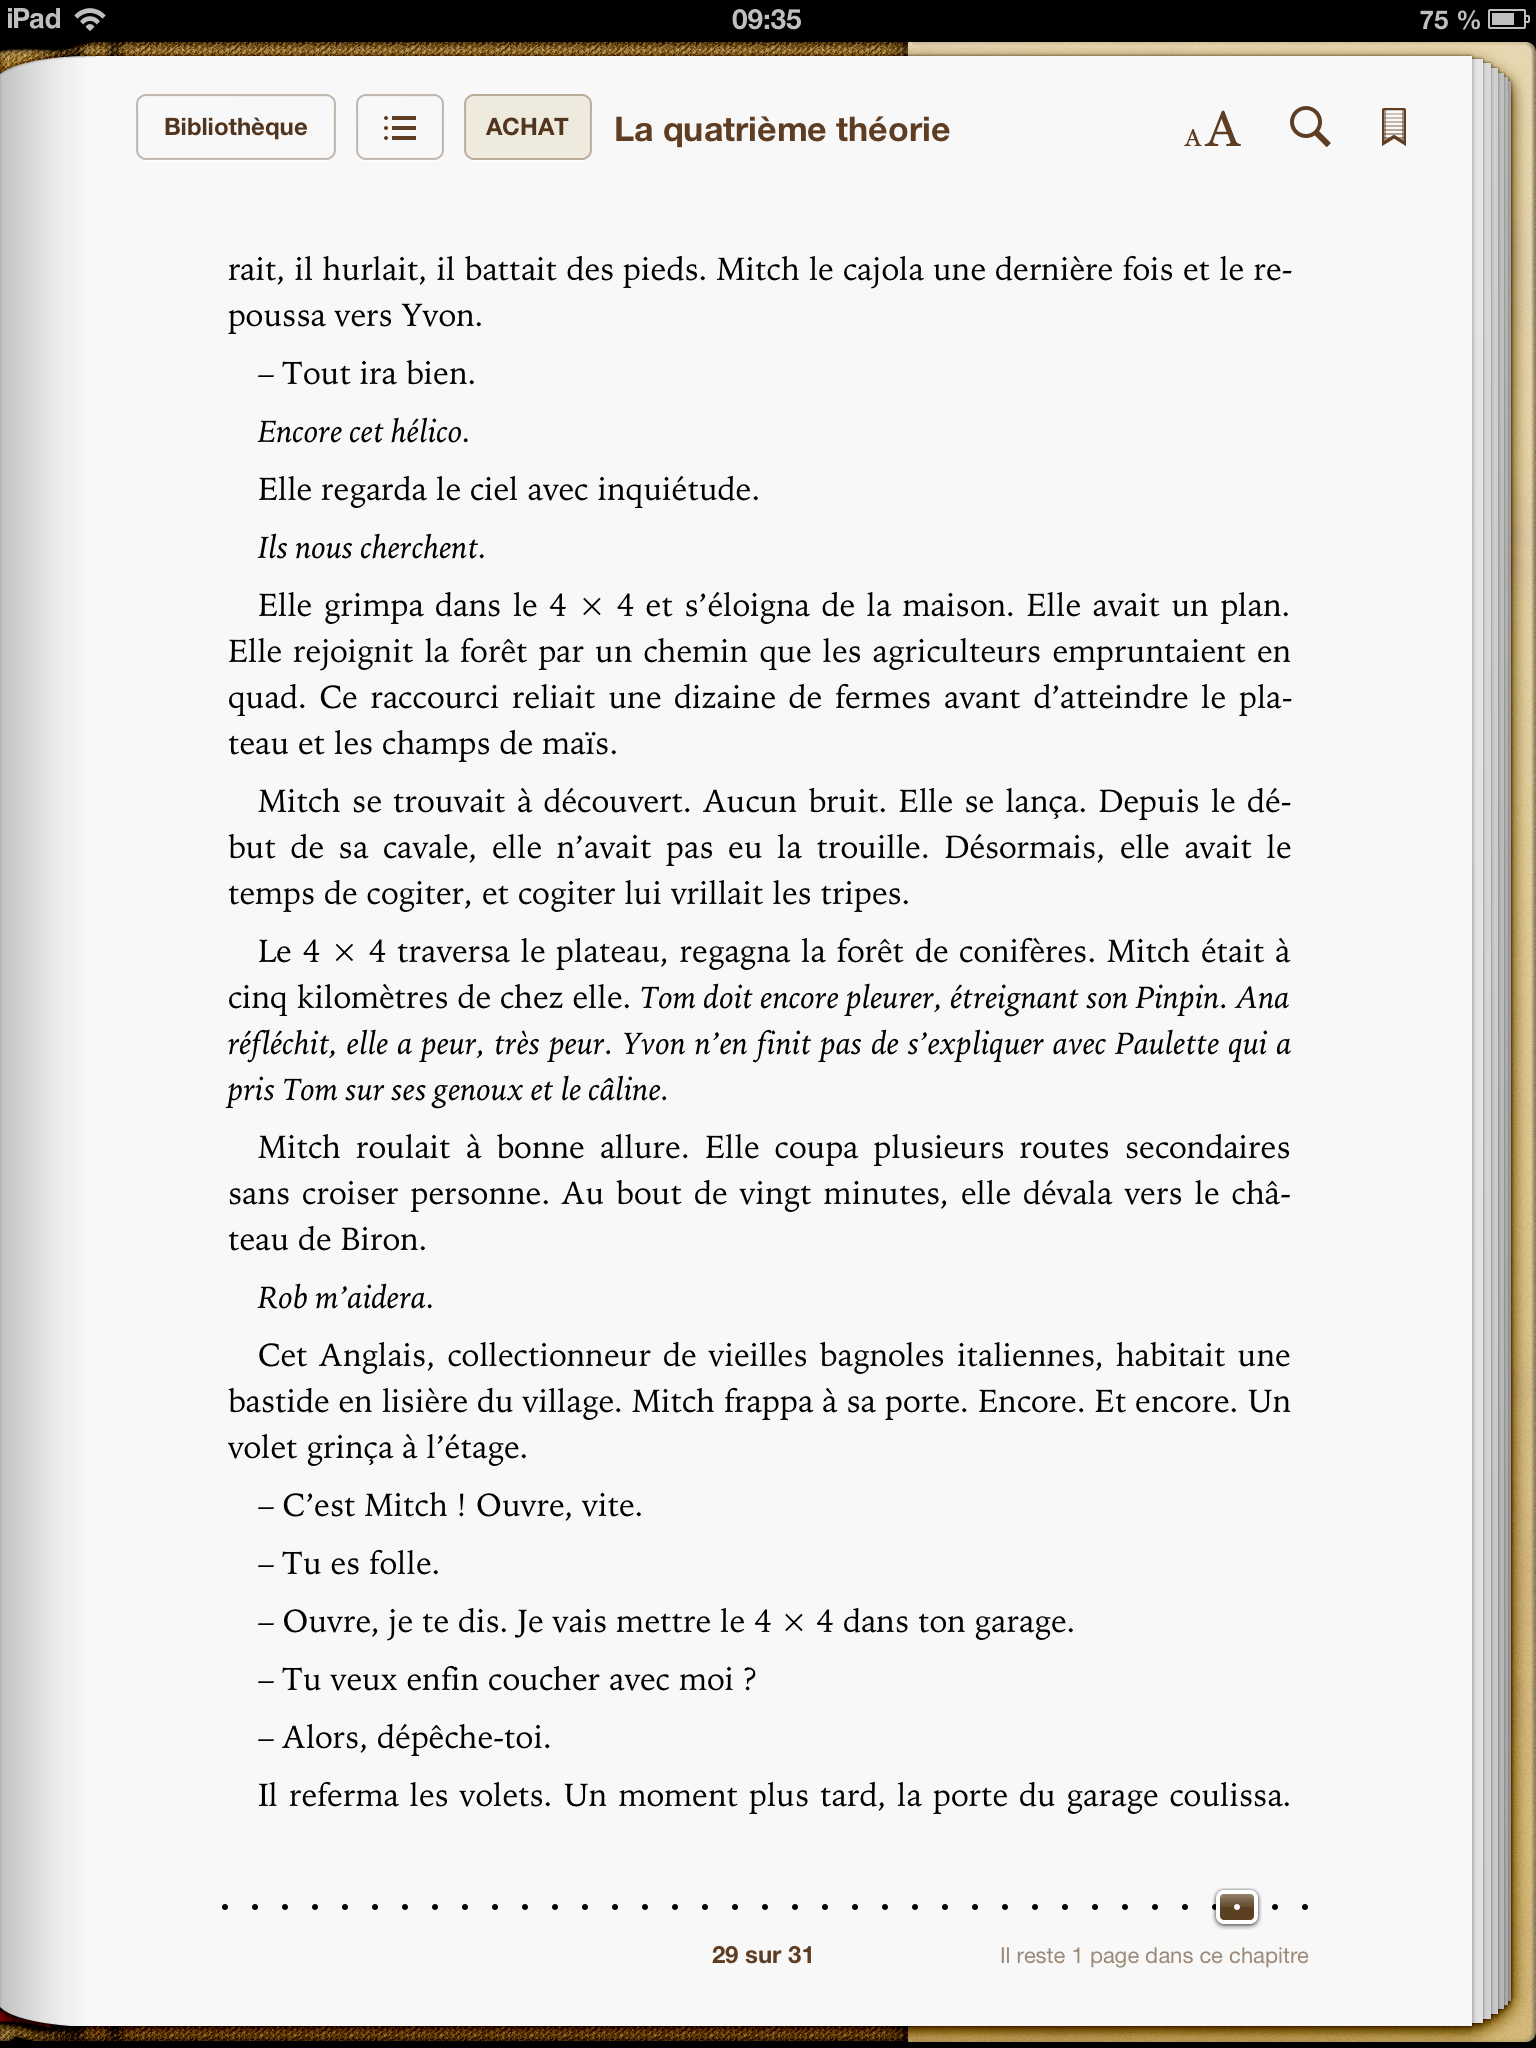 iPad 09:35 75 %
Bibliothèque ACHAT La quatrième théorie AA
rait, il hurlait, il battait des pieds. Mitch le cajola une dernière fois et le re-
poussa vers Yvon.
– Tout ira bien.
Encore cet hélico.
Elle regarda le ciel avec inquiétude.
Ils nous cherchent.
Elle grimpa dans le 4 × 4 et s’éloigna de la maison. Elle avait un plan.
Elle rejoignit la forêt par un chemin que les agriculteurs empruntaient en
quad. Ce raccourci reliait une dizaine de fermes avant d’atteindre le pla-
teau et les champs de maïs.
Mitch se trouvait à découvert. Aucun bruit. Elle se lança. Depuis le dé-
but de sa cavale, elle n’avait pas eu la trouille. Désormais, elle avait le
temps de cogiter, et cogiter lui vrillait les tripes.
Le 4 × 4 traversa le plateau, regagna la forêt de conifères. Mitch était à
cinq kilomètres de chez elle. Tom doit encore pleurer, étreignant son Pinpin. Ana
réfléchit, elle a peur, très peur. Yvon n’en finit pas de s’expliquer avec Paulette qui a
pris Tom sur ses genoux et le câline.
Mitch roulait à bonne allure. Elle coupa plusieurs routes secondaires
sans croiser personne. Au bout de vingt minutes, elle dévala vers le châ-
teau de Biron.
Rob m’aidera.
Cet Anglais, collectionneur de vieilles bagnoles italiennes, habitait une
bastide en lisière du village. Mitch frappa à sa porte. Encore. Et encore. Un
volet grinça à l’étage.
– C’est Mitch ! Ouvre, vite.
– Tu es folle.
– Ouvre, je te dis. Je vais mettre le 4 × 4 dans ton garage.
– Tu veux enfin coucher avec moi ?
– Alors, dépêche-toi.
Il referma les volets. Un moment plus tard, la porte du garage coulissa.
29 sur 31 Il reste 1 page dans ce chapitre